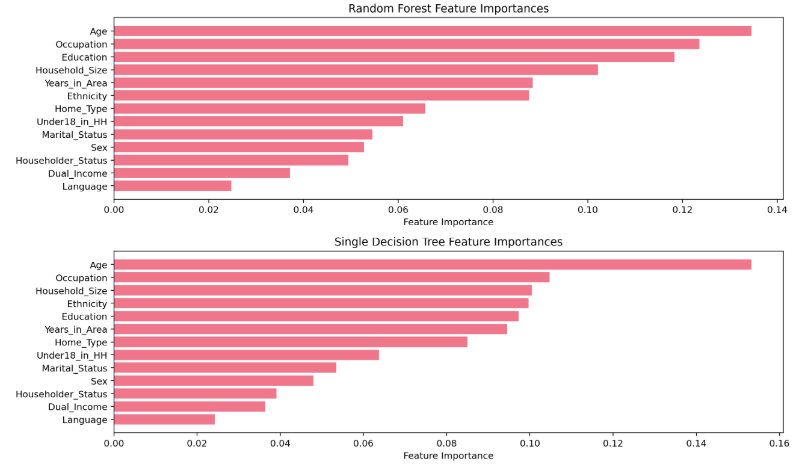 Random Forest Feature Importances
Age
Occupation
Education
Household_Size
Years_in_Area
Ethnicity
Home_Type
Under18_in_HH
Marital_Status
Sex
Householder_Status
Dual_Income
Language
0.00 0.02 0.04 0.06 0.08 0.10 0.12 0.14
Feature Importance
Single Decision Tree Feature Importances
Age
Occupation
Household_Size
Ethnicity
Education
Years_in_Area
Home_Type
Under18_in_HH
Marital_Status
Sex
Householder_Status
Dual_Income
Language
0.00 0.02 0.04 0.06 0.08 0.10 0.12 0.14 0.16
Feature Importance